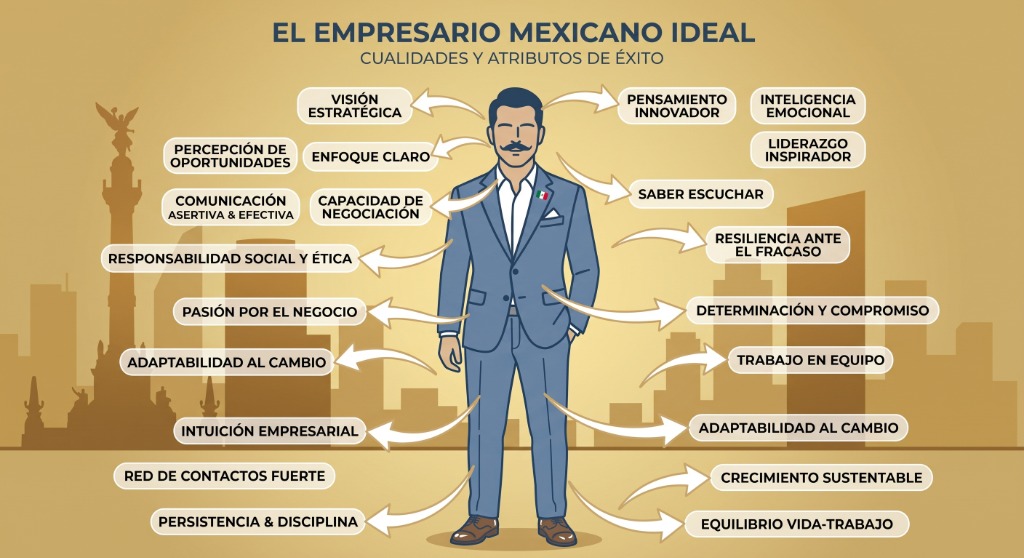 EL EMPRESARIO MEXICANO IDEAL
CUALIDADES Y ATRIBUTOS DE ÉXITO
VISIÓN
ESTRATÉGICA
PENSAMIENTO
INNOVADOR
INTELIGENCIA
EMOCIONAL
PERCEPCIÓN DE
OPORTUNIDADES
ENFOQUE CLARO
LIDERAZGO
INSPIRADOR
COMUNICACIÓN
ASERTIVA & EFECTIVA
CAPACIDAD DE
NEGOCIACIÓN
SABER ESCUCHAR
RESPONSABILIDAD SOCIAL Y ÉTICA
RESILIENCIA ANTE
EL FRACASO
PASIÓN POR EL NEGOCIO
DETERMINACIÓN Y COMPROMISO
ADAPTABILIDAD AL CAMBIO
TRABAJO EN EQUIPO
INTUICIÓN EMPRESARIAL
ADAPTABILIDAD AL CAMBIO
RED DE CONTACTOS FUERTE
CRECIMIENTO SUSTENTABLE
PERSISTENCIA & DISCIPLINA
EQUILIBRIO VIDA-TRABAJO